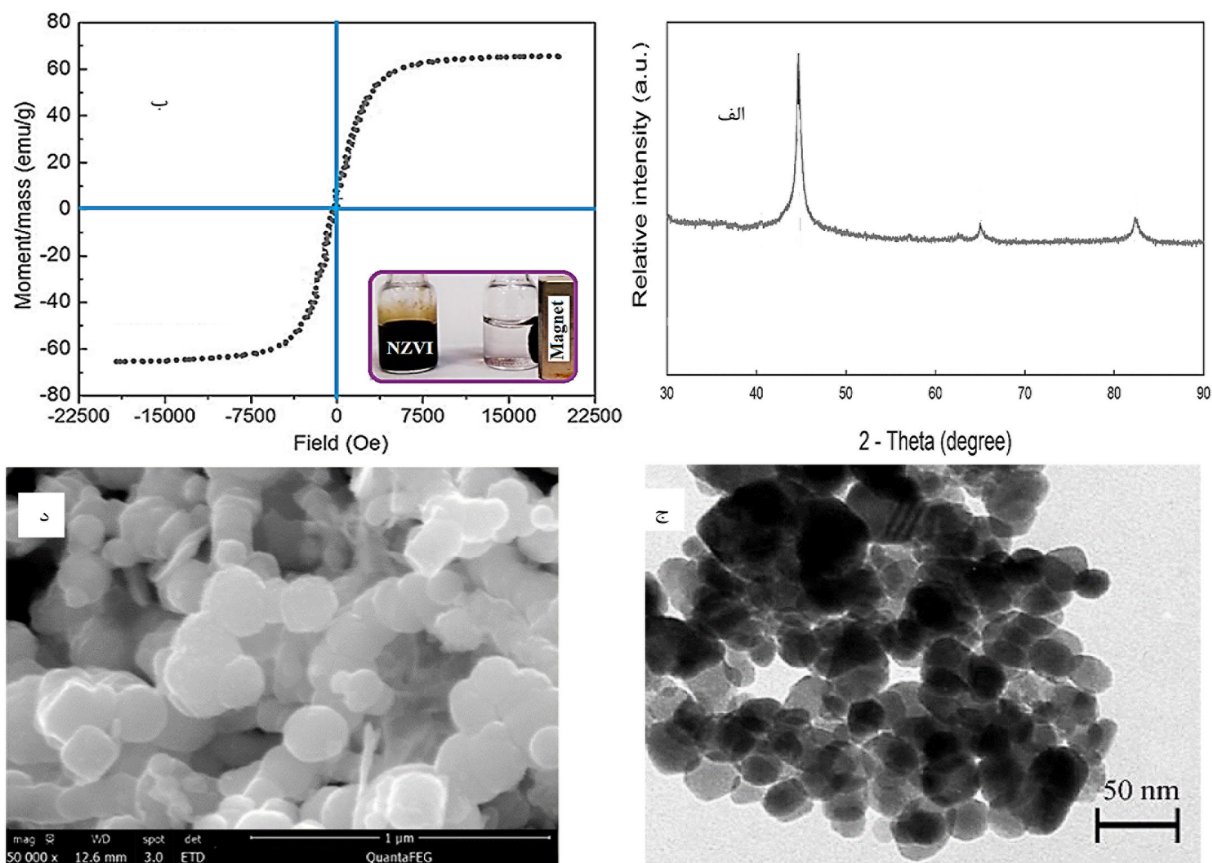 80
60
40
20
0
-20
-40
-60
80
Moment/mass (emu/g)
ب
NZVI
Magnet
-22500 -15000 -7500 0 7500 15000 22500
Field (Oe)
Relative intensity (a.u.)
الف
30 40 50 60 70 80 90
2 - Theta (degree)
د
mag WD spot det
50 000 x 12.6 mm 3.0 ETD
1 µm
QuantaFEG
ج
50 nm